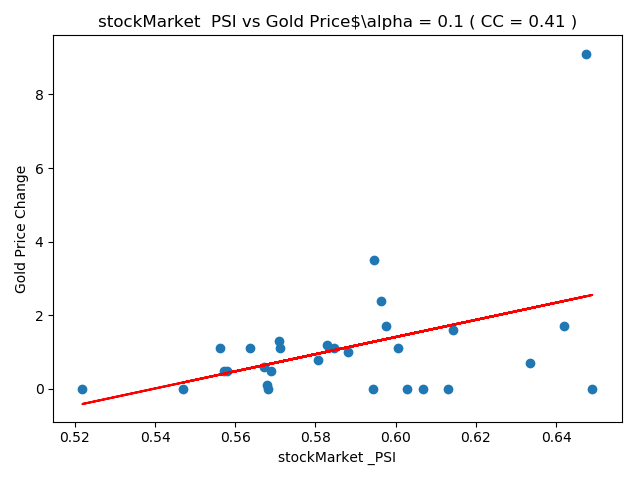 stockMarket  PSI vs Gold Price$\alpha = 0.1 ( CC = 0.41 )
Gold Price Change
8
6
4
2
0
0.52 0.54 0.56 0.58 0.60 0.62 0.64
stockMarket _PSI